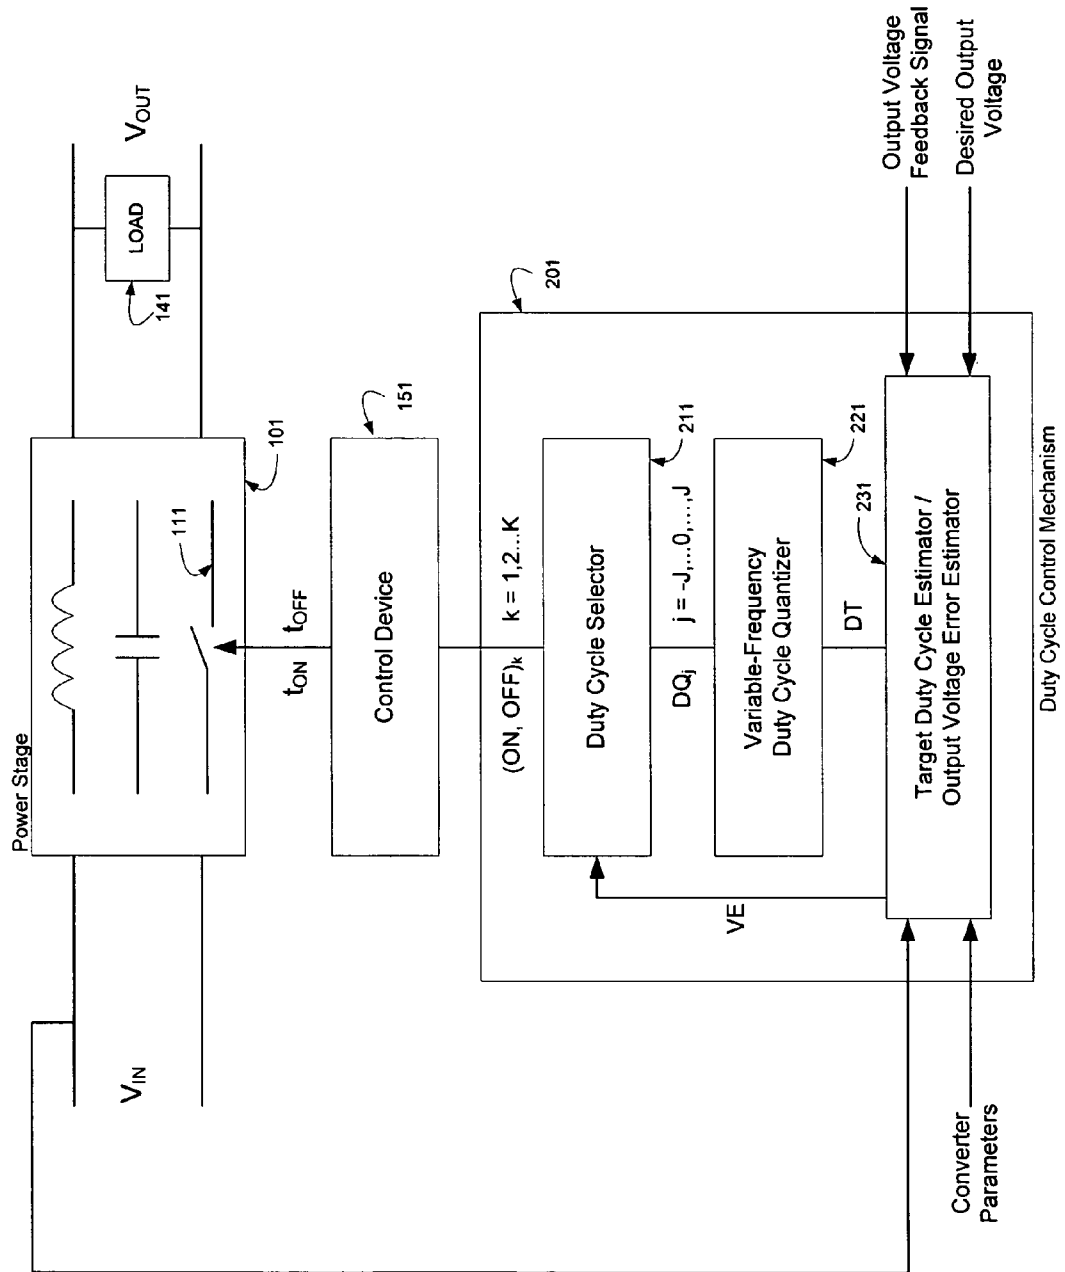 Power Stage
V_IN
111
101
V_OUT
LOAD
141
t_ON t_OFF
Control Device
151
(ON, OFF)_k k = 1,2...K
201
Duty Cycle Selector
211
DQ_j j = -J,...0,...,J
Variable-Frequency
Duty Cycle Quantizer
221
VE
DT
231
Target Duty Cycle Estimator /
Output Voltage Error Estimator
Converter
Parameters
Output Voltage
Feedback Signal
Desired Output
Voltage
Duty Cycle Control Mechanism